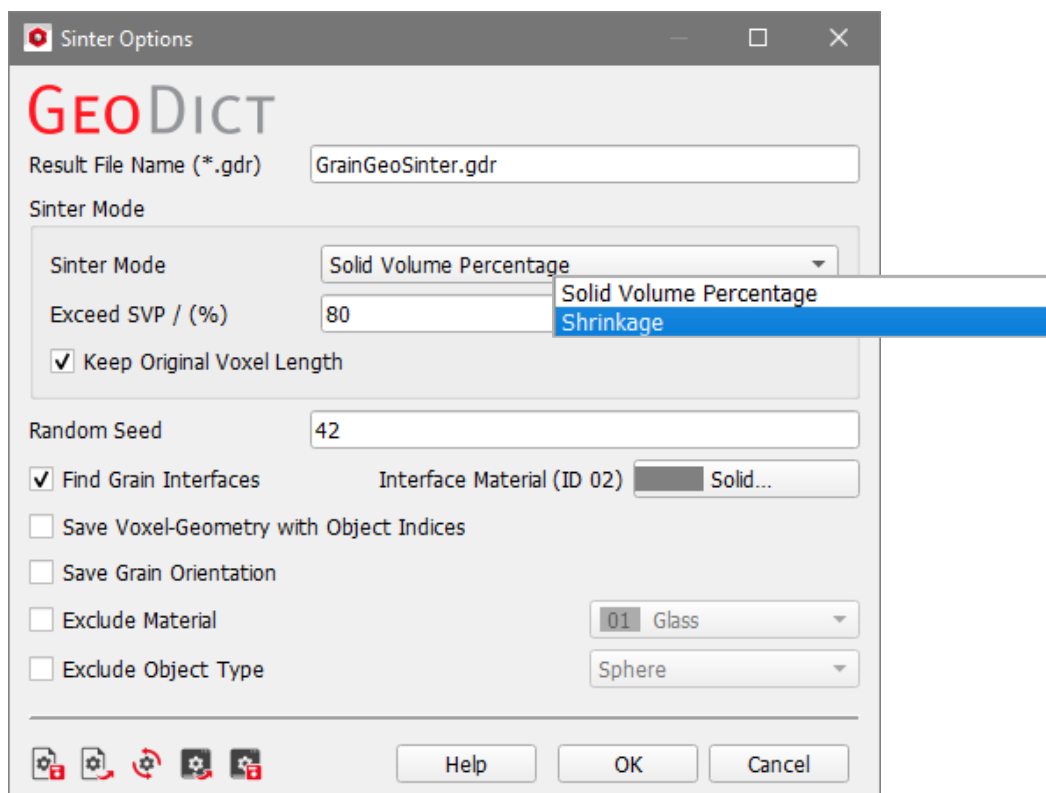 Sinter Options
GEODICT
Result File Name (*.gdr) GrainGeoSinter.gdr
Sinter Mode
Sinter Mode Solid Volume Percentage
Solid Volume Percentage
Exceed SVP / (%) 80
Shrinkage
Keep Original Voxel Length
Random Seed 42
Find Grain Interfaces Interface Material (ID 02) Solid...
Save Voxel-Geometry with Object Indices
Save Grain Orientation
Exclude Material 01 Glass
Exclude Object Type Sphere
Help OK Cancel